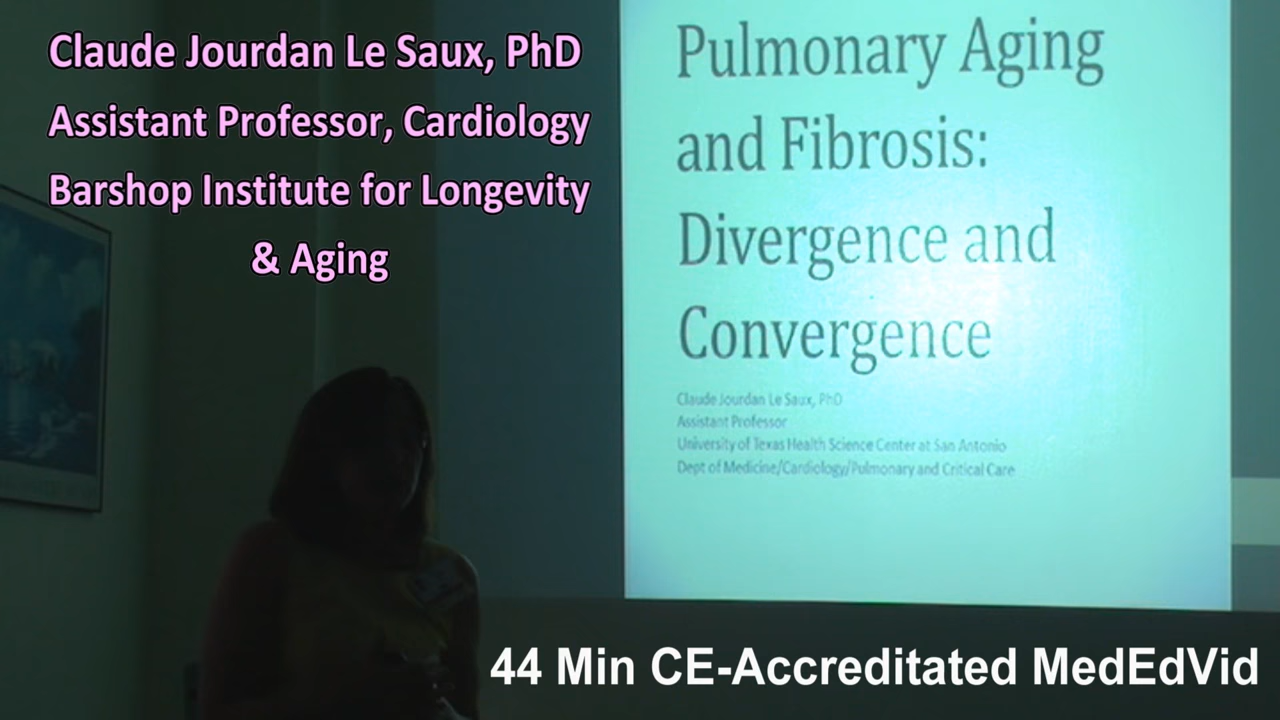 Claude Jourdan Le Saux, PhD
Assistant Professor, Cardiology
Barshop Institute for Longevity
& Aging
Pulmonary Aging
and Fibrosis:
Divergence and
Convergence
Claude Jourdan Le Saux, PhD
Assistant Professor
University of Texas Health Science Center at San Antonio
Dept of Medicine/Cardiology/Pulmonary and Critical Care
44 Min CE-Accreditated MedEdVid